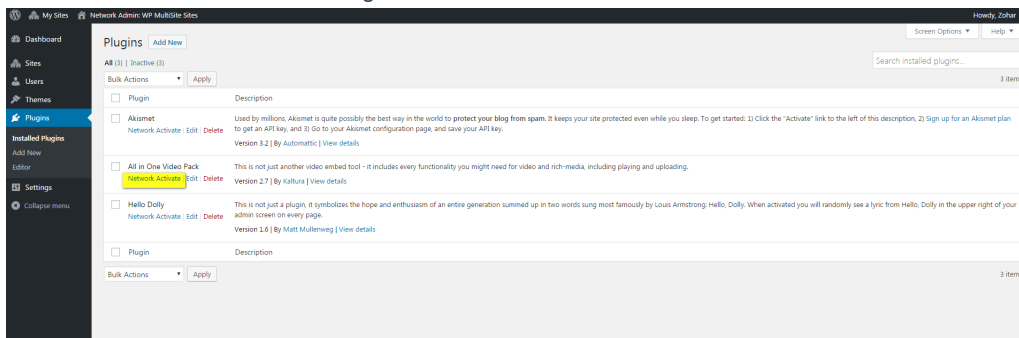 My Sites Network Admin: WP MultiSite Sites Howdy, Zohar
Screen Options ▼ Help ▼
Dashboard
Sites
Users
Themes
Plugins
Installed Plugins
Add New
Editor
Settings
Collapse menu
Plugins Add New
All (3) | Inactive (3)
Search installed plugins...
Bulk Actions ▼ Apply
3 item
Plugin Description
Akismet
Network Activate | Edit | Delete
Used by millions, Akismet is quite possibly the best way in the world to protect your blog from spam. It keeps your site protected even while you sleep. To get started: 1) Click the "Activate" link to the left of this description, 2) Sign up for an Akismet plan
to get an API key, and 3) Go to your Akismet configuration page, and save your API key.
Version 3.2 | By Automattic | View details
All in One Video Pack
Network Activate | Edit | Delete
This is not just another video embed tool - it includes every functionality you might need for video and rich-media, including playing and uploading.
Version 2.7 | By Kaltura | View details
Hello Dolly
Network Activate | Edit | Delete
This is not just a plugin, it symbolizes the hope and enthusiasm of an entire generation summed up in two words sung most famously by Louis Armstrong: Hello, Dolly. When activated you will randomly see a lyric from Hello, Dolly in the upper right of your
admin screen on every page.
Version 1.6 | By Matt Mullenweg | View details
Plugin Description
Bulk Actions ▼ Apply
3 item